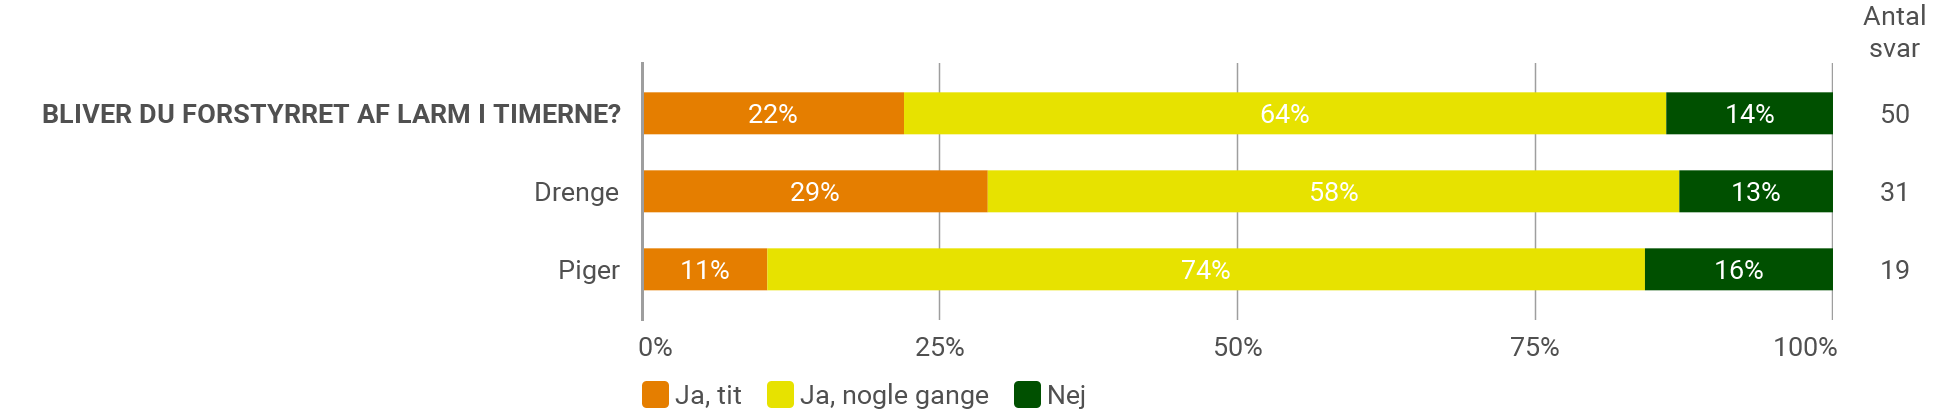 Antal
svar
BLIVER DU FORSTYRRET AF LARM I TIMERNE? 22% 64% 14% 50
Drenge 29% 58% 13% 31
Piger 11% 74% 16% 19
0% 25% 50% 75% 100%
Ja, tit Ja, nogle gange Nej